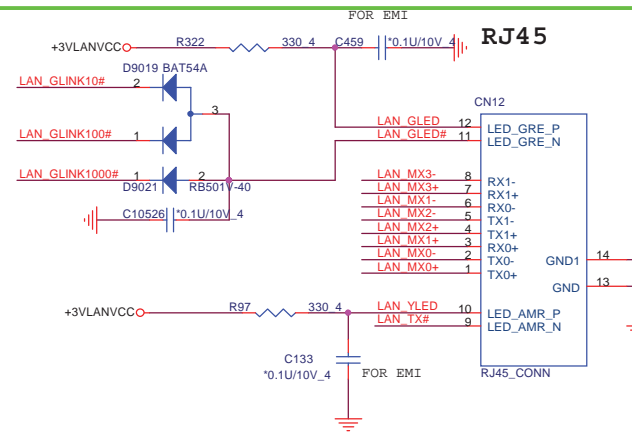 FOR EMI
+3VLANVCC R322 330_4 C459 *0.1U/10V_4 RJ45
D9019 BAT54A
LAN_GLINK10# 2
3
CN12
LAN_GLED 12 LED_GRE_P
LAN_GLINK100# 1 LAN_GLED# 11 LED_GRE_N
LAN_GLINK1000# 1 2 LAN_MX3- 8 RX1-
D9021 RB501V-40 LAN_MX3+ 7 RX1+
LAN_MX1- 6 RX0-
C10526 *0.1U/10V_4 LAN_MX2- 5 TX1-
LAN_MX2+ 4 TX1+
LAN_MX1+ 3 RX0+
LAN_MX0- 2 TX0- GND1 14
LAN_MX0+ 1 TX0+
GND 13
+3VLANVCC R97 330_4 LAN_YLED 10 LED_AMR_P
LAN_TX# 9 LED_AMR_N
C133
*0.1U/10V_4 FOR EMI RJ45_CONN